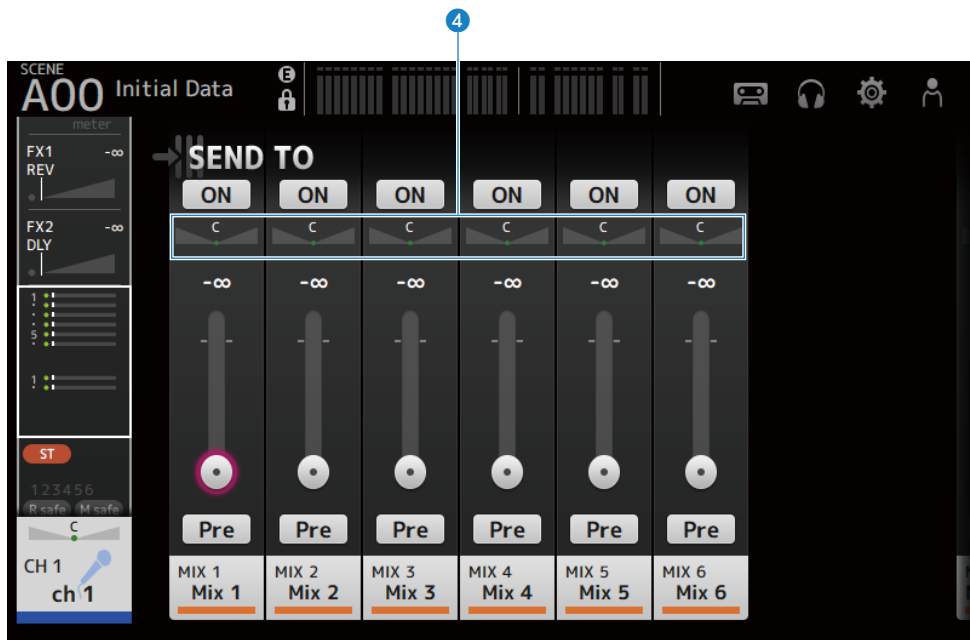 4
SCENE
A00 Initial Data
E
meter
FX1 -∞
REV
FX2 -∞
DLY
1
5
1
ST
123456
R safe M safe
C
CH 1
ch 1
SEND TO
ON ON ON ON ON ON
C C C C C C
-∞ -∞ -∞ -∞ -∞ -∞
Pre Pre Pre Pre Pre Pre
MIX 1 MIX 2 MIX 3 MIX 4 MIX 5 MIX 6
Mix 1 Mix 2 Mix 3 Mix 4 Mix 5 Mix 6